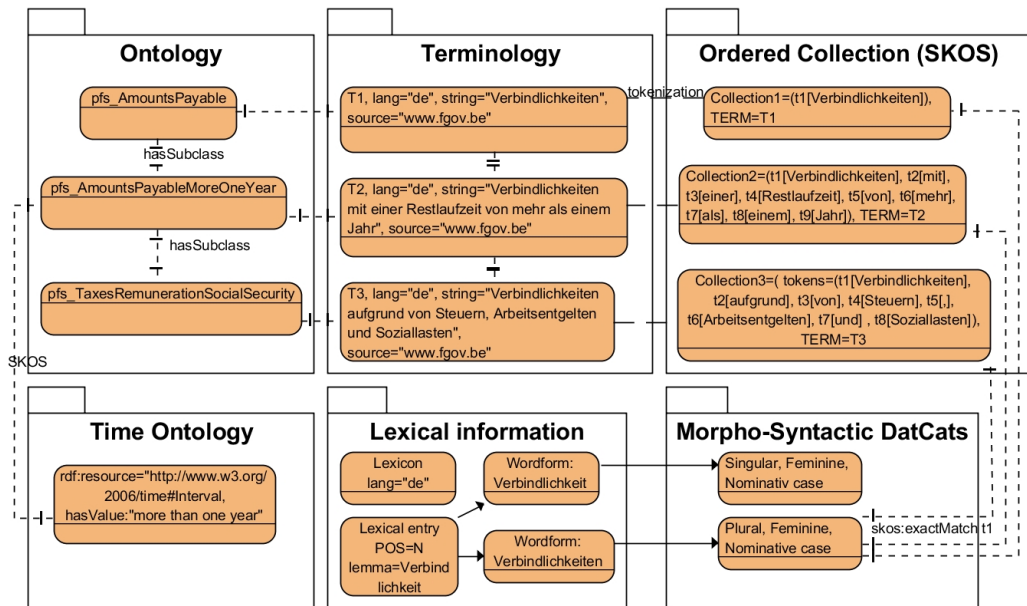 Ontology
pfs_AmountsPayable
hasSubclass
pfs_AmountsPayableMoreOneYear
hasSubclass
pfs_TaxesRemunerationSocialSecurity
SKOS
Terminology
T1, lang="de", string="Verbindlichkeiten",
source="www.fgov.be"
T2, lang="de", string="Verbindlichkeiten
mit einer Restlaufzeit von mehr als einem
Jahr", source="www.fgov.be"
T3, lang="de", string="Verbindlichkeiten
aufgrund von Steuern, Arbeitsentgelten
und Soziallasten",
source="www.fgov.be"
tokenization
Ordered Collection (SKOS)
Collection1=(t1[Verbindlichkeiten]),
TERM=T1
Collection2=(t1[Verbindlichkeiten], t2[mit],
t3[einer], t4[Restlaufzeit], t5[von], t6[mehr],
t7[als], t8[einem], t9[Jahr]), TERM=T2
Collection3=( tokens=(t1[Verbindlichkeiten],
t2[aufgrund], t3[von], t4[Steuern], t5[,],
t6[Arbeitsentgelten], t7[und] , t8[Soziallasten]),
TERM=T3
Time Ontology
rdf:resource="http://www.w3.org/
2006/time#Interval,
hasValue:"more than one year"
Lexical information
Lexicon
lang="de"
Wordform:
Verbindlichkeit
Lexical entry
POS=N
lemma=Verbind
lichkeit
Wordform:
Verbindlichkeiten
Morpho-Syntactic DatCats
Singular, Feminine,
Nominativ case
Plural, Feminine,
Nominative case
skos:exactMatch t1